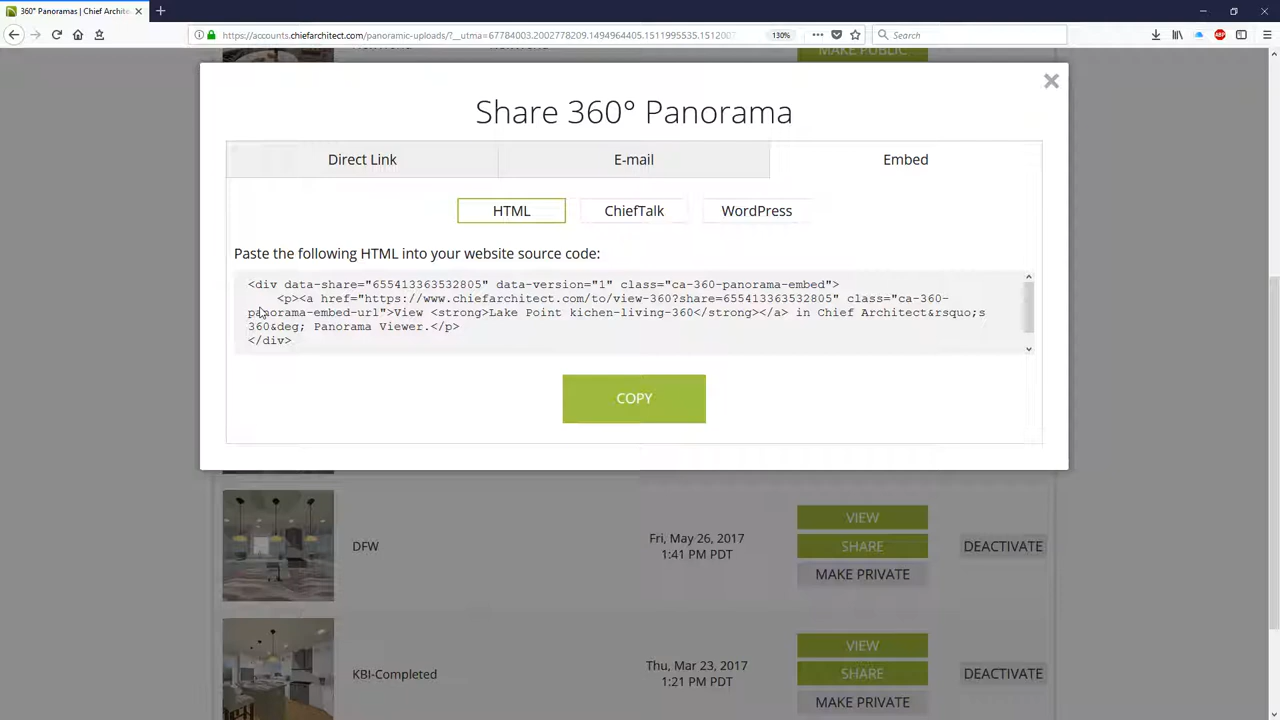 360° Panoramas | Chief Archite
https://accounts.chiefarchitect.com/panoramic-uploads/?__utma=67784003.2002778209.1494964405.1511995535.1512007
130%
Search
ABP
MAKE PUBLIC
Share 360° Panorama
Direct Link
E-mail
Embed
HTML
ChiefTalk
WordPress
Paste the following HTML into your website source code:
<div data-share="655413363532805" data-version="1" class="ca-360-panorama-embed">
<p><a href="https://www.chiefarchitect.com/to/view-360?share=655413363532805" class="ca-360-
panorama-embed-url">View <strong>Lake Point kichen-living-360</strong></a> in Chief Architect&rsquo;s
360&deg; Panorama Viewer.</p>
</div>
COPY
DFW
Fri, May 26, 2017
1:41 PM PDT
VIEW
SHARE
MAKE PRIVATE
DEACTIVATE
KBI-Completed
Thu, Mar 23, 2017
1:21 PM PDT
VIEW
SHARE
MAKE PRIVATE
DEACTIVATE